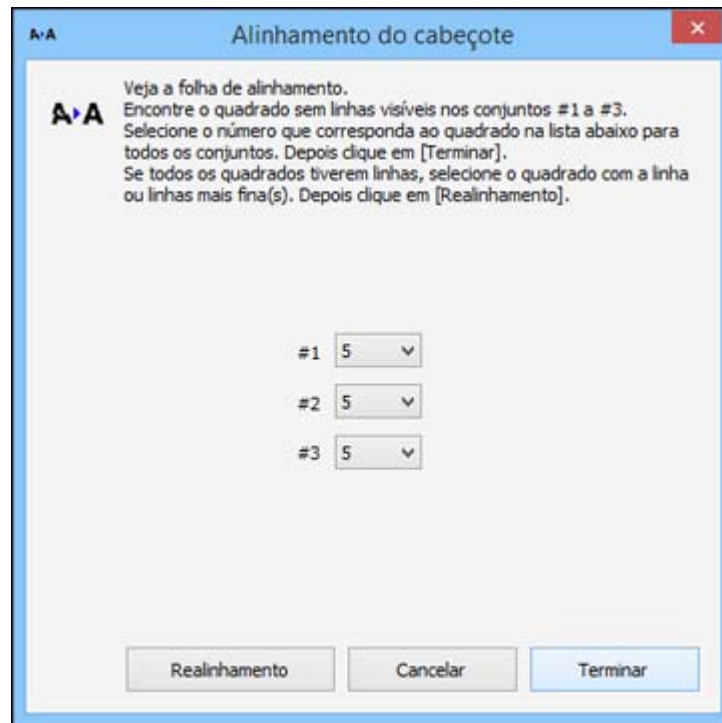 A▸A Alinhamento do cabeçote
A▸A
Veja a folha de alinhamento.
Encontre o quadrado sem linhas visíveis nos conjuntos #1 a #3.
Selecione o número que corresponda ao quadrado na lista abaixo para
todos os conjuntos. Depois clique em [Terminar].
Se todos os quadrados tiverem linhas, selecione o quadrado com a linha
ou linhas mais fina(s). Depois clique em [Realinhamento].
#1 5
#2 5
#3 5
Realinhamento Cancelar Terminar